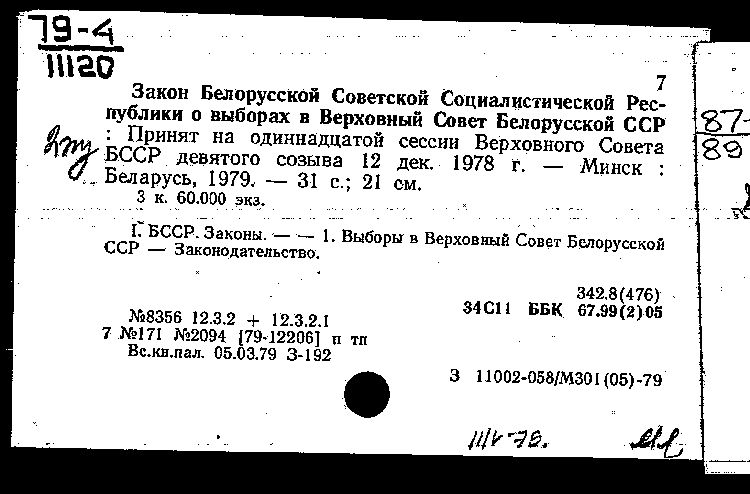 79-4
11120
7
Закон Белорусской Советской Социалистической Рес-
публики о выборах в Верховный Совет Белорусской ССР
: Принят на одиннадцатой сессии Верховного Совета
БССР девятого созыва 12 дек. 1978 г. — Минск :
Беларусь, 1979. — 31 с.; 21 см.
3 к. 60.000 экз.
I. БССР. Законы. — — 1. Выборы в Верховный Совет Белорусской
ССР — Законодательство.
342.8(476)
34С11 ББК 67.99(2)05
№8356 12.3.2 + 12.3.2.I
7 №171 №2094 [79-12206] п тп
Вс.кн.пал. 05.03.79 З-192
З 11002-058/М301(05)-79
87-
89